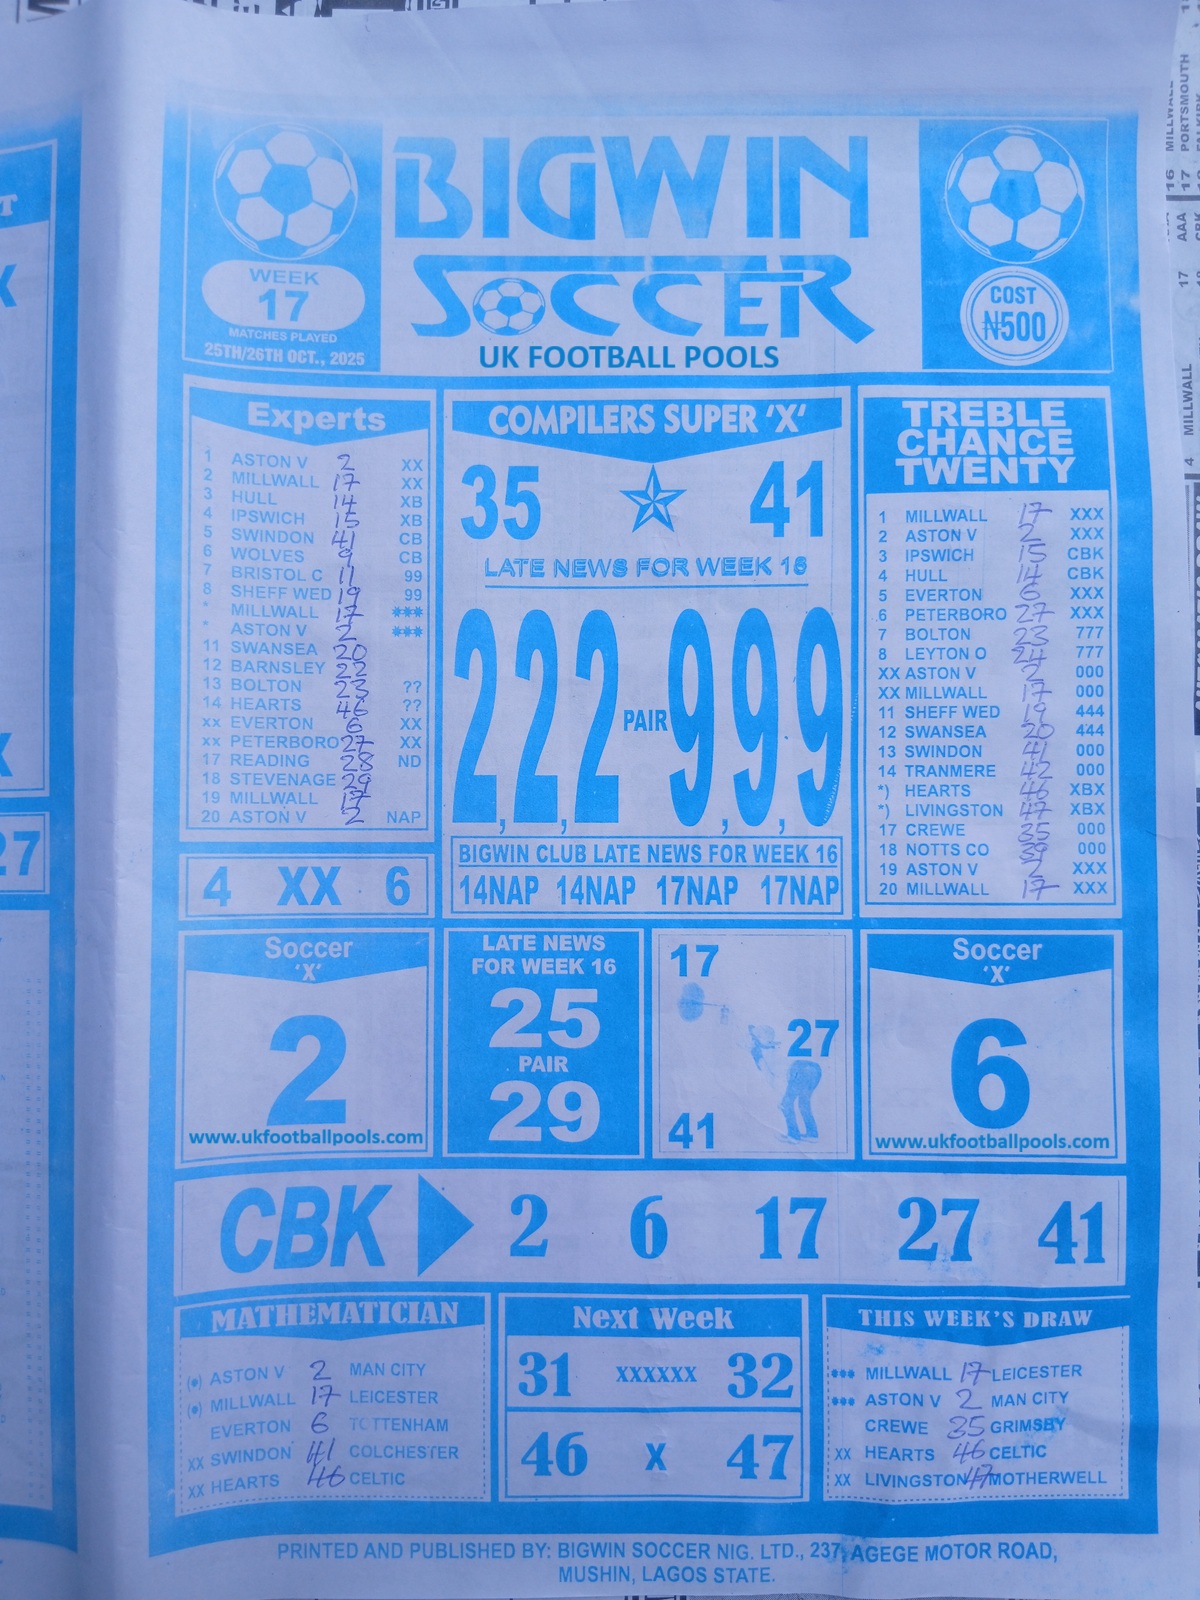 BIGWIN
SOCCER
UK FOOTBALL POOLS
WEEK
17
MATCHES PLAYED
25TH/26TH OCT., 2025
COST
₦500
Experts
1 ASTON V 2 XX
2 MILLWALL 17 XX
3 HULL 14 XB
4 IPSWICH 15 XB
5 SWINDON 41 CB
6 WOLVES 9 CB
7 BRISTOL C 11 99
8 SHEFF WED 19 99
* MILLWALL 17 ***
* ASTON V 2 ***
11 SWANSEA 20
12 BARNSLEY 22
13 BOLTON 23 ??
14 HEARTS 46 ??
xx EVERTON 6 XX
xx PETERBORO 27 XX
17 READING 28 ND
18 STEVENAGE 29
19 MILLWALL 17
20 ASTON V 2 NAP
4 XX 6
COMPILERS SUPER 'X'
35 41
LATE NEWS FOR WEEK 16
2,2,2 PAIR 9,9,9
BIGWIN CLUB LATE NEWS FOR WEEK 16
14NAP 14NAP 17NAP 17NAP
TREBLE
CHANCE
TWENTY
1 MILLWALL 17 XXX
2 ASTON V 2 XXX
3 IPSWICH 15 CBK
4 HULL 14 CBK
5 EVERTON 6 XXX
6 PETERBORO 27 XXX
7 BOLTON 23 777
8 LEYTON O 24 777
XX ASTON V 2 000
XX MILLWALL 17 000
11 SHEFF WED 19 444
12 SWANSEA 20 444
13 SWINDON 41 000
14 TRANMERE 42 000
*) HEARTS 46 XBX
*) LIVINGSTON 47 XBX
17 CREWE 35 000
18 NOTTS CO 39 000
19 ASTON V 2 XXX
20 MILLWALL 17 XXX
Soccer
'X'
2
www.ukfootballpools.com
LATE NEWS
FOR WEEK 16
25
PAIR
29
17
27
41
Soccer
'X'
6
www.ukfootballpools.com
CBK 2 6 17 27 41
MATHEMATICIAN
(•) ASTON V 2 MAN CITY
(•) MILLWALL 17 LEICESTER
EVERTON 6 TOTTENHAM
XX SWINDON 41 COLCHESTER
XX HEARTS 46 CELTIC
Next Week
31 XXXXXX 32
46 X 47
THIS WEEK'S DRAW
••• MILLWALL 17 LEICESTER
••• ASTON V 2 MAN CITY
CREWE 35 GRIMSBY
XX HEARTS 46 CELTIC
XX LIVINGSTON 47 MOTHERWELL
PRINTED AND PUBLISHED BY: BIGWIN SOCCER NIG. LTD., 237, AGEGE MOTOR ROAD,
MUSHIN, LAGOS STATE.
27
16 MILLWALL
17 PORTSMOUTH
17 AAA
4 MILLWALL